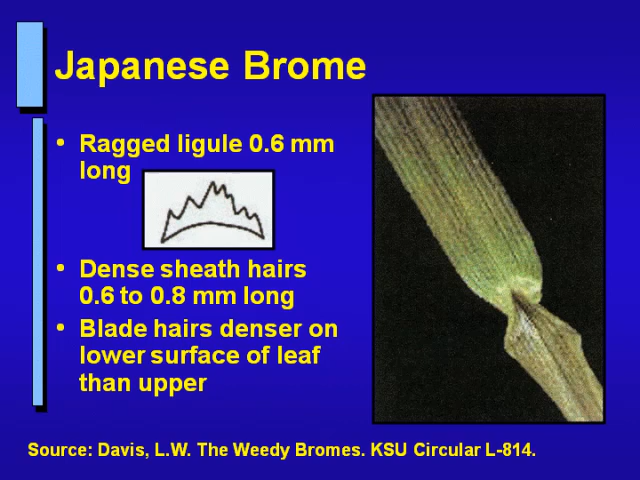 Japanese Brome
• Ragged ligule 0.6 mm
long
• Dense sheath hairs
0.6 to 0.8 mm long
• Blade hairs denser on
lower surface of leaf
than upper
Source: Davis, L.W. The Weedy Bromes. KSU Circular L-814.